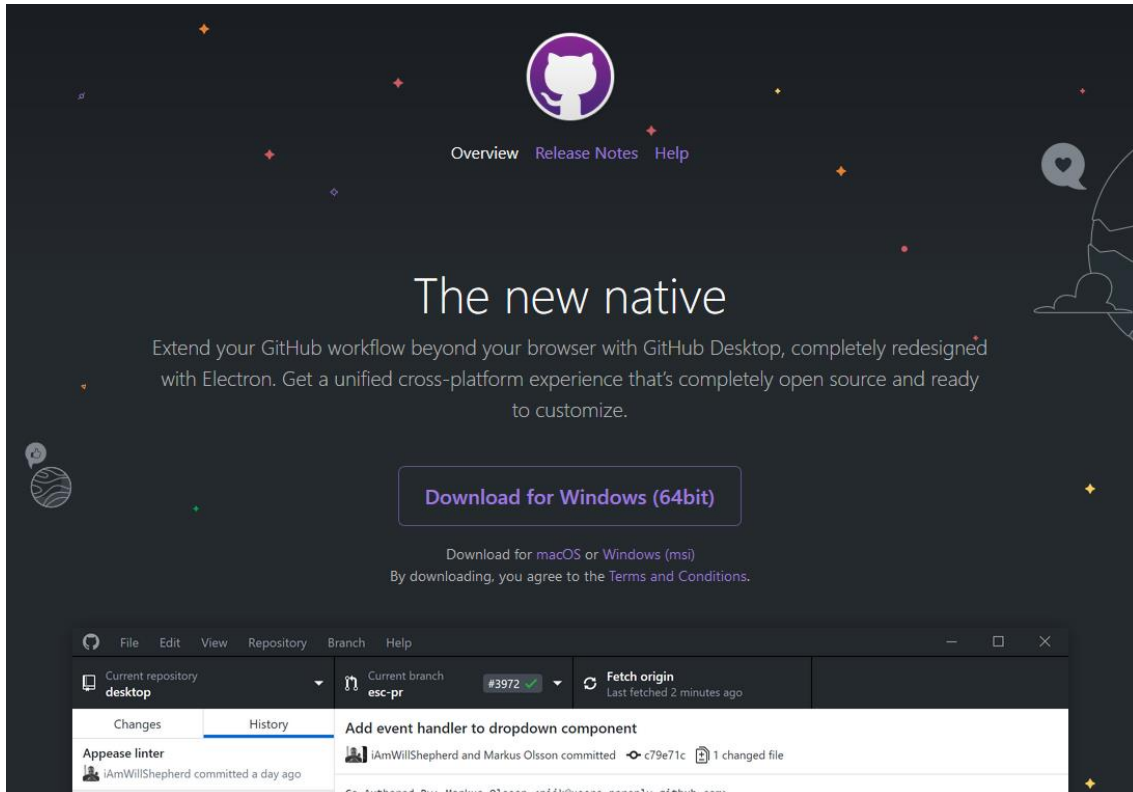 Overview Release Notes Help
The new native
Extend your GitHub workflow beyond your browser with GitHub Desktop, completely redesigned
with Electron. Get a unified cross-platform experience that's completely open source and ready
to customize.
Download for Windows (64bit)
Download for macOS or Windows (msi)
By downloading, you agree to the Terms and Conditions.
File Edit View Repository Branch Help
Current repository
desktop
Current branch
esc-pr
#3972
Fetch origin
Last fetched 2 minutes ago
Changes History
Appease linter
iAmWillShepherd committed a day ago
Add event handler to dropdown component
iAmWillShepherd and Markus Olsson committed c79e71c 1 changed file